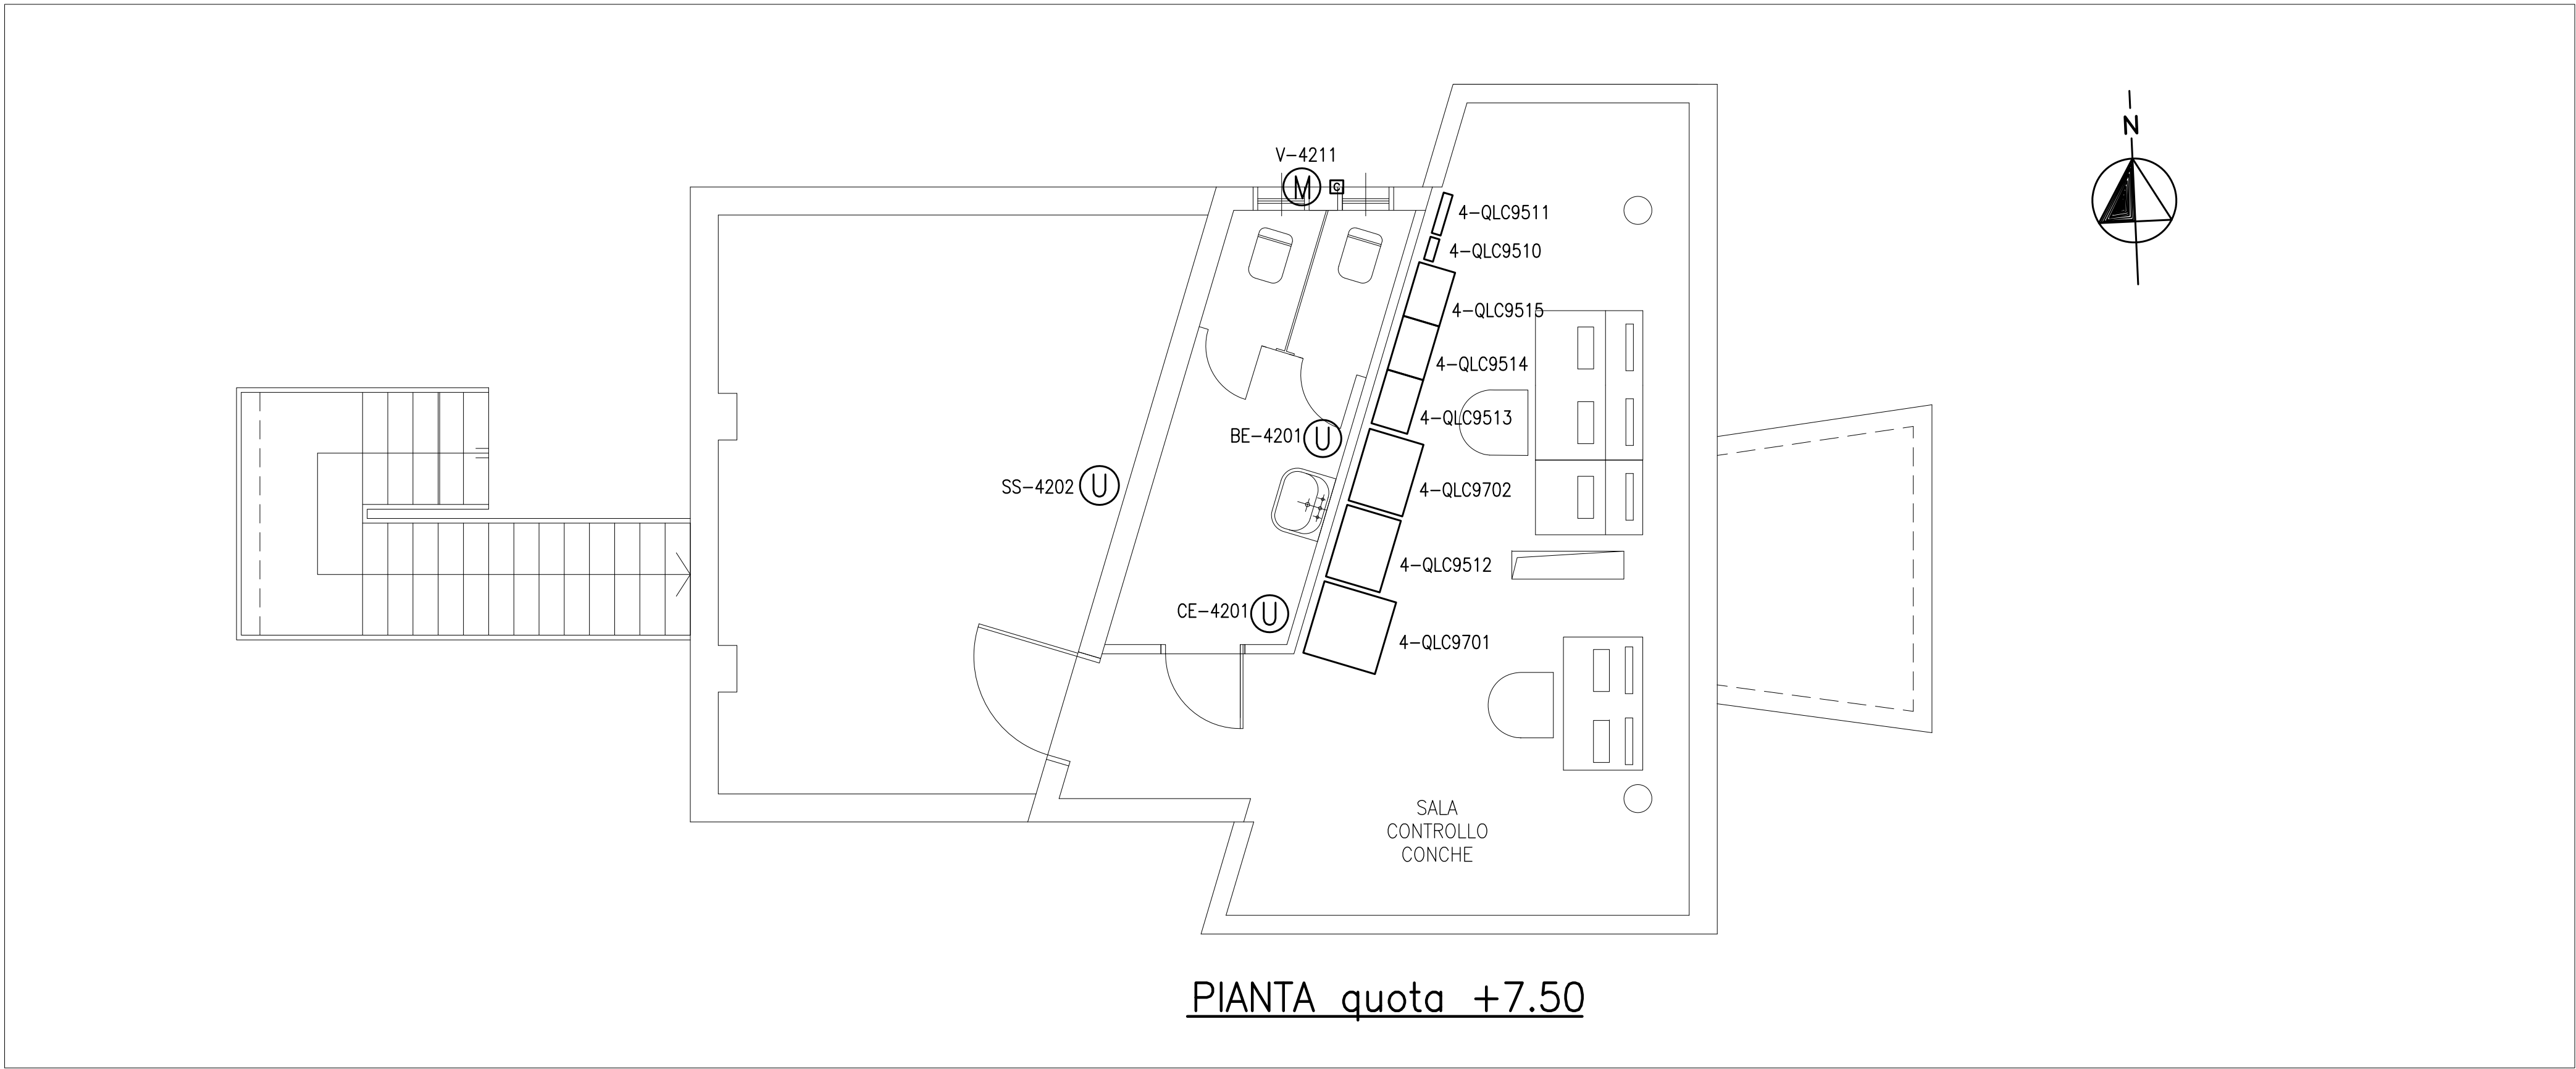 N
V-4211
M
C
4-QLC9511
4-QLC9510
4-QLC9515
4-QLC9514
4-QLC9513
BE-4201
U
SS-4202
U
4-QLC9702
4-QLC9512
CE-4201
U
4-QLC9701
SALA
CONTROLLO
CONCHE
PIANTA quota +7.50